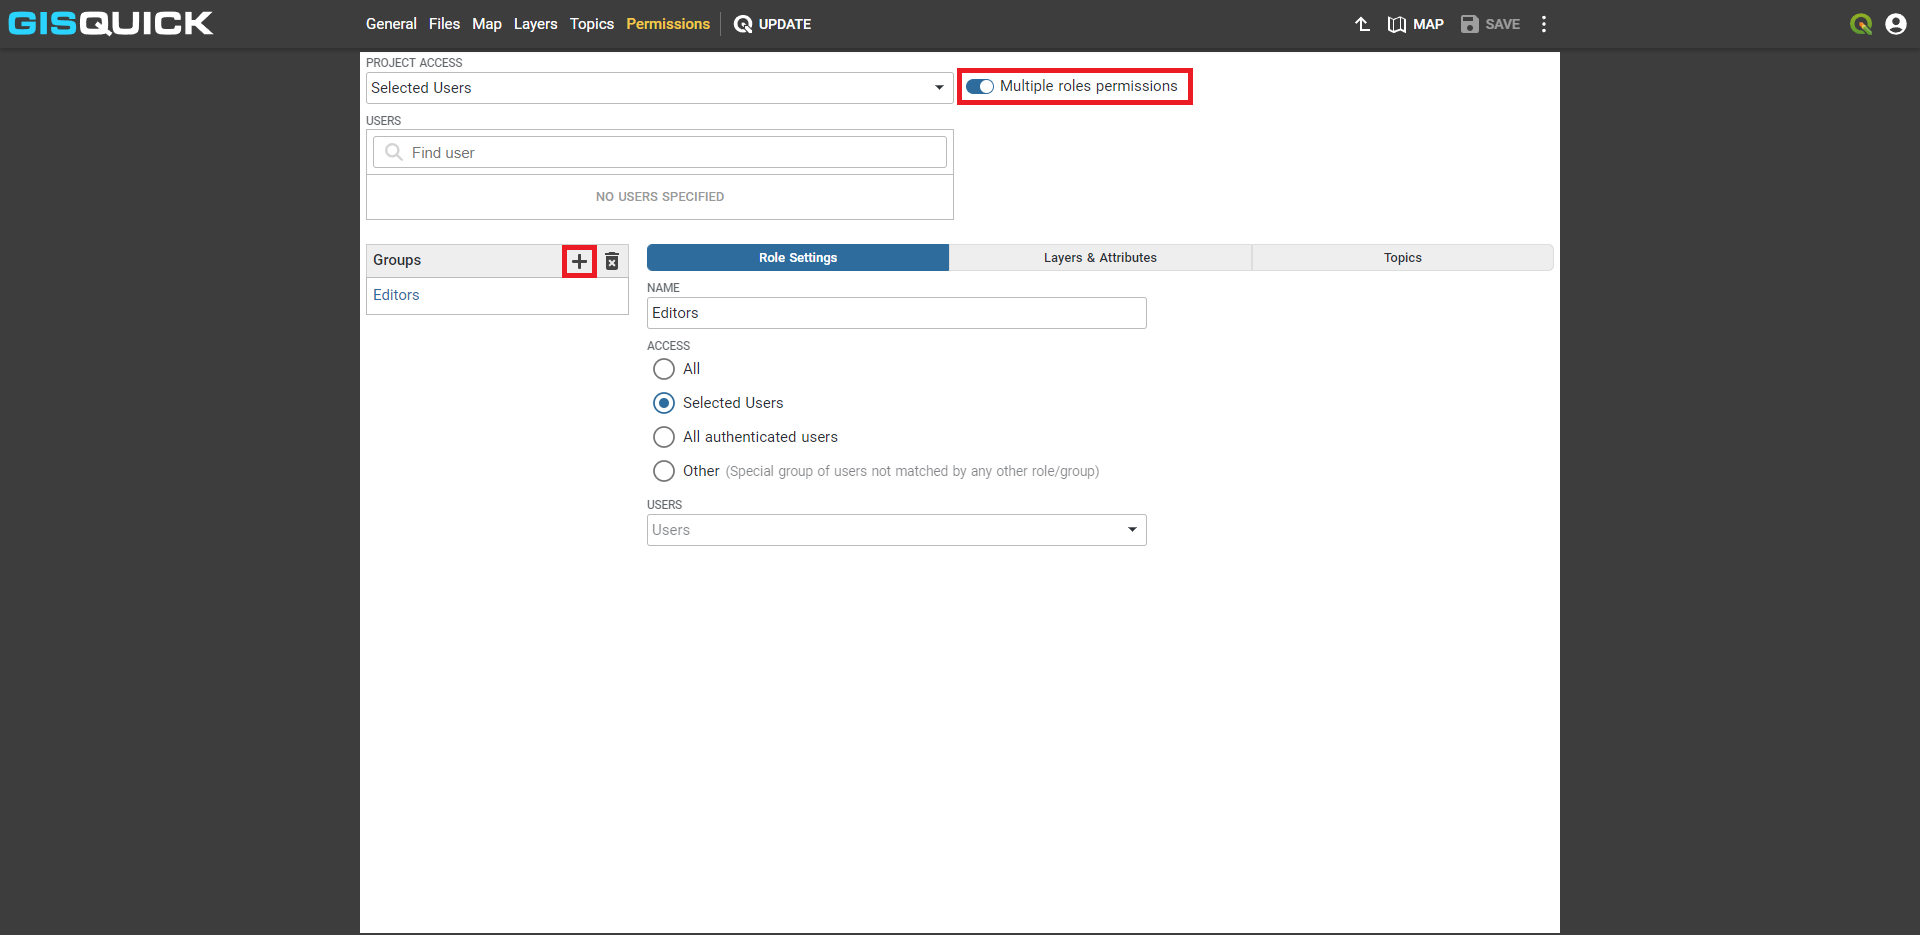 GISQUICK General Files Map Layers Topics Permissions UPDATE MAP SAVE
PROJECT ACCESS
Selected Users
Multiple roles permissions
USERS
Find user
NO USERS SPECIFIED
Groups
Editors
Role Settings Layers & Attributes Topics
NAME
Editors
ACCESS
All
Selected Users
All authenticated users
Other (Special group of users not matched by any other role/group)
USERS
Users